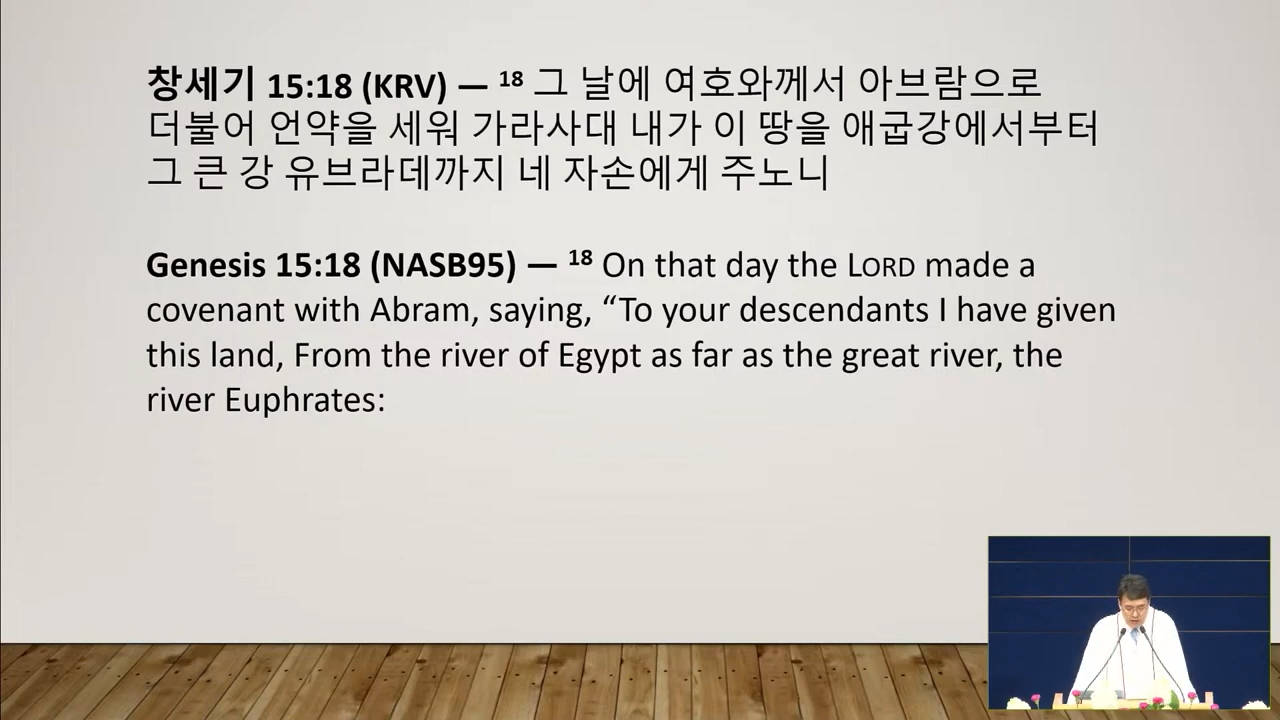 창세기 15:18 (KRV) — 18 그 날에 여호와께서 아브람으로
더불어 언약을 세워 가라사대 내가 이 땅을 애굽강에서부터
그 큰 강 유브라데까지 네 자손에게 주노니
Genesis 15:18 (NASB95) — 18 On that day the LORD made a
covenant with Abram, saying, “To your descendants I have given
this land, From the river of Egypt as far as the great river, the
river Euphrates: